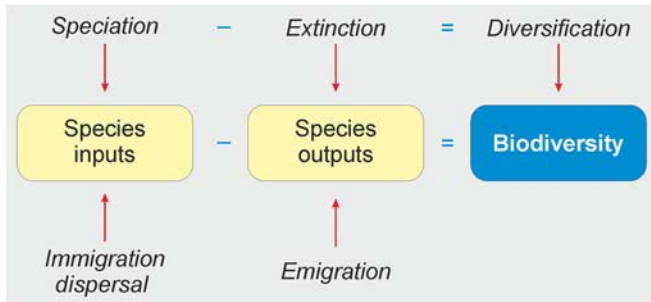 Speciation – Extinction = Diversification
Species
inputs
–
Species
outputs
=
Biodiversity
Immigration
dispersal
Emigration